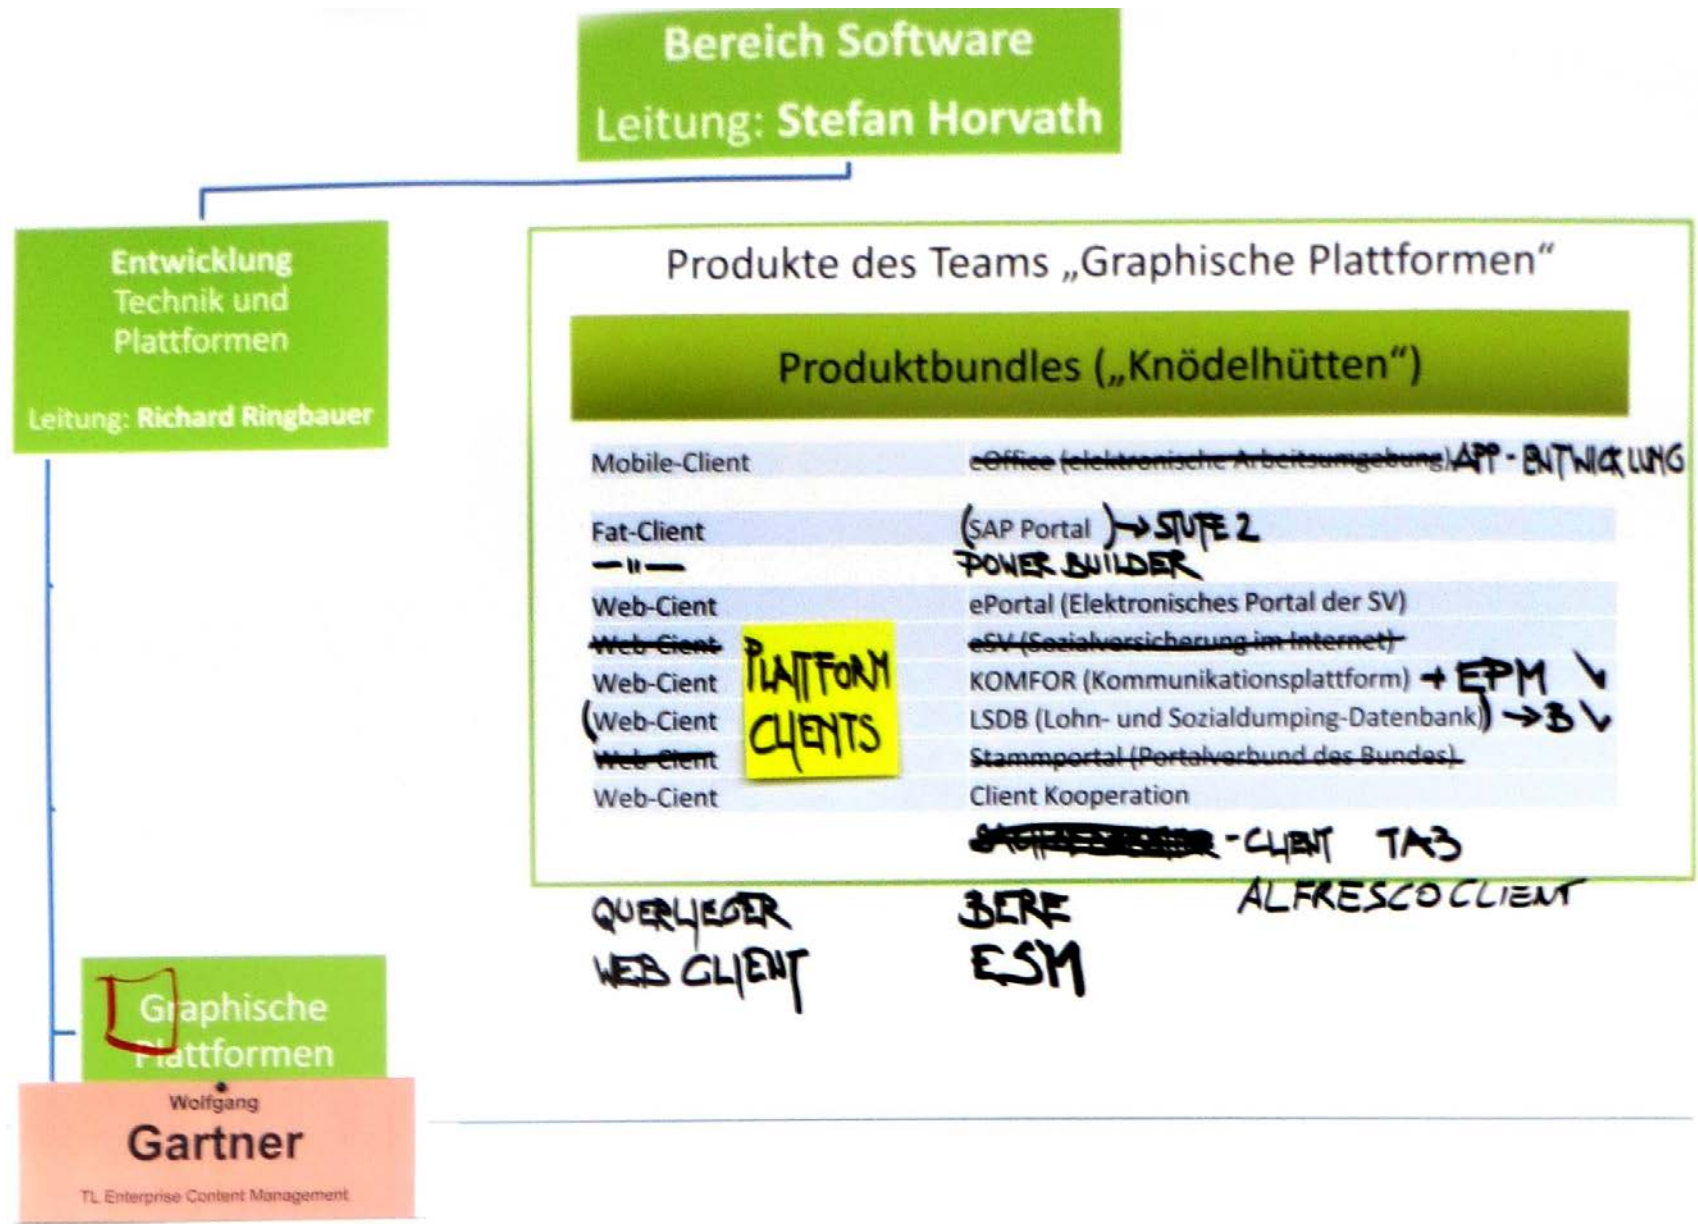 Bereich Software
Leitung: Stefan Horvath
Entwicklung
Technik und
Plattformen
Leitung: Richard Ringbauer
Produkte des Teams „Graphische Plattformen“
Produktbundles („Knödelhütten“)
Mobile-Client eOffice (elektronische Arbeitsumgebung) APP - ENTWICKLUNG
Fat-Client (SAP Portal ) → STUFE 2
— " — POWER BUILDER
Web-Cient ePortal (Elektronisches Portal der SV)
Web-Cient eSV (Sozialversicherung im Internet)
Web-Cient KOMFOR (Kommunikationsplattform) → EPM ↘
(Web-Cient LSDB (Lohn- und Sozialdumping-Datenbank)) → B ↘
Web-Cient Stammportal (Portalverbund des Bundes)
Web-Cient Client Kooperation
PLATTFORM
CLIENTS
- CLIENT TAB
ALFRESCO CLIENT
QUERLIEGER BERE
WEB CLIENT ESM
Graphische
Plattformen
Wolfgang
Gartner
TL Enterprise Content Management